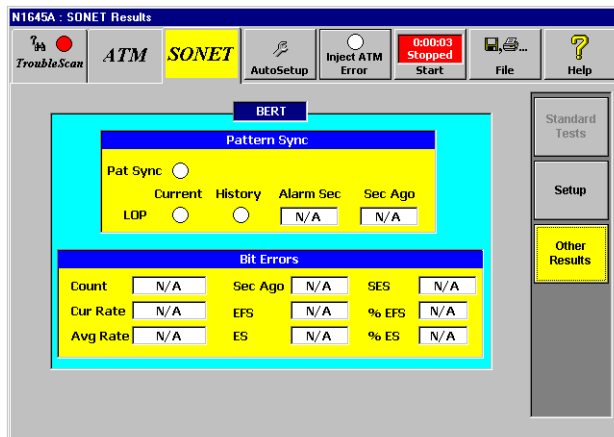 N1645A : SONET Results
TroubleScan
ATM
SONET
AutoSetup
Inject ATM
Error
0:00:03
Stopped
Start
File
? Help
BERT
Pattern Sync
Pat Sync
Current History Alarm Sec Sec Ago
LOP N/A N/A
Bit Errors
Count N/A Sec Ago N/A SES N/A
Cur Rate N/A EFS N/A % EFS N/A
Avg Rate N/A ES N/A % ES N/A
Standard
Tests
Setup
Other
Results